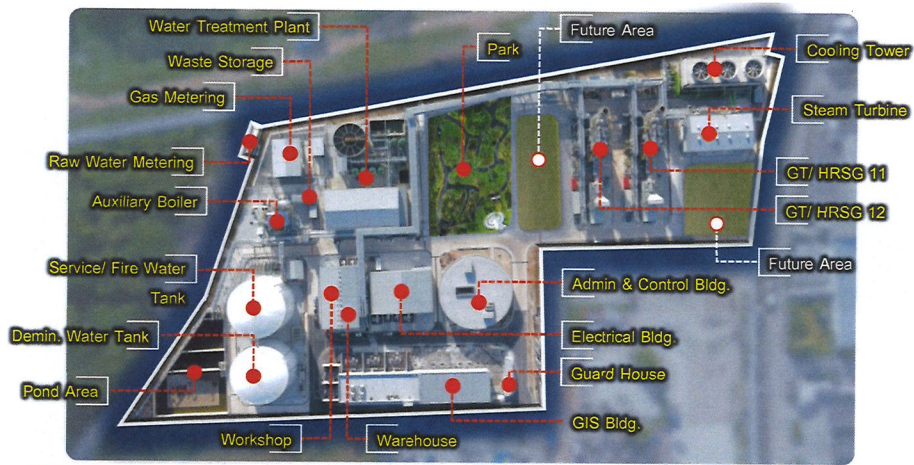 Water Treatment Plant
Waste Storage
Gas Metering
Raw Water Metering
Auxiliary Boiler
Service/ Fire Water
Tank
Demin. Water Tank
Pond Area
Workshop
Warehouse
Park
Future Area
Cooling Tower
Steam Turbine
GT/ HRSG 11
GT/ HRSG 12
Future Area
Admin & Control Bldg.
Electrical Bldg.
Guard House
GIS Bldg.